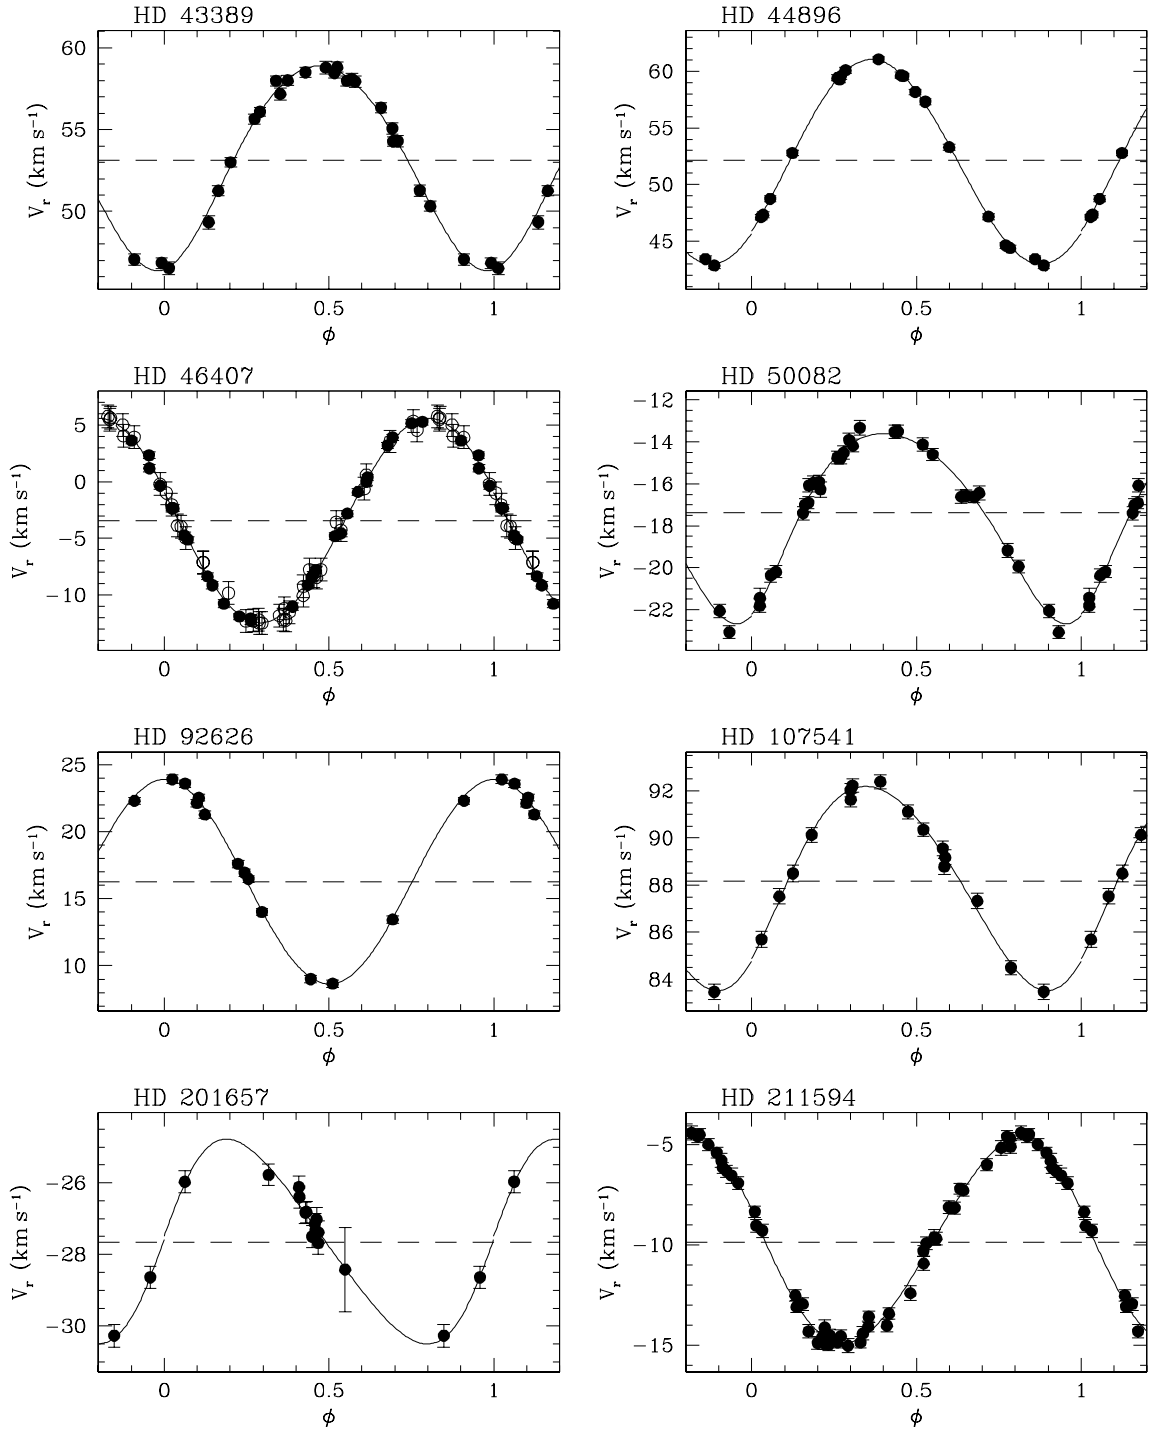 HD 43389
60
55
50
V_r (km s⁻¹)
0 0.5 1
ϕ
HD 44896
60
55
50
45
V_r (km s⁻¹)
0 0.5 1
ϕ
HD 46407
5
0
−5
−10
V_r (km s⁻¹)
0 0.5 1
ϕ
HD 50082
−12
−14
−16
−18
−20
−22
V_r (km s⁻¹)
0 0.5 1
ϕ
HD 92626
25
20
15
10
V_r (km s⁻¹)
0 0.5 1
ϕ
HD 107541
92
90
88
86
84
V_r (km s⁻¹)
0 0.5 1
ϕ
HD 201657
−26
−28
−30
V_r (km s⁻¹)
0 0.5 1
ϕ
HD 211594
−5
−10
−15
V_r (km s⁻¹)
0 0.5 1
ϕ